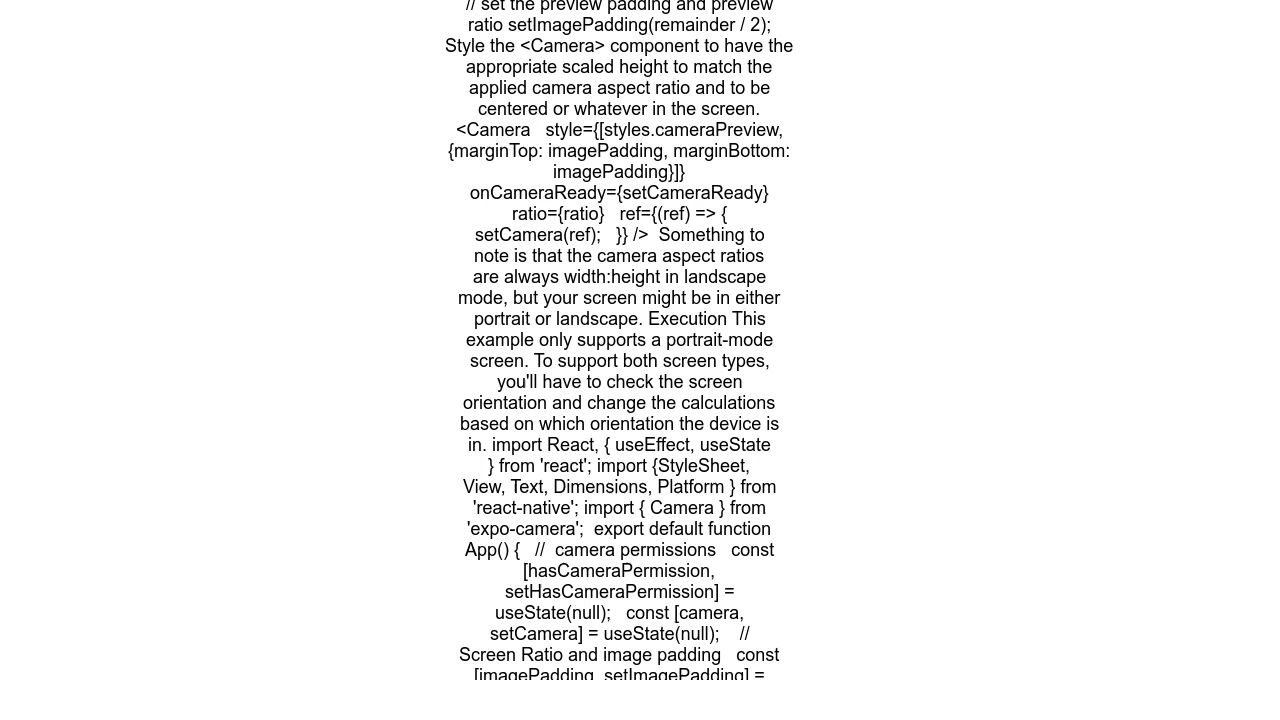 // set the preview padding and preview
ratio setImagePadding(remainder / 2);
Style the <Camera> component to have the
appropriate scaled height to match the
applied camera aspect ratio and to be
centered or whatever in the screen.
<Camera   style={[styles.cameraPreview,
{marginTop: imagePadding, marginBottom:
imagePadding}]}
onCameraReady={setCameraReady}
ratio={ratio}   ref={(ref) => {
setCamera(ref);   }} />  Something to
note is that the camera aspect ratios
are always width:height in landscape
mode, but your screen might be in either
portrait or landscape. Execution This
example only supports a portrait-mode
screen. To support both screen types,
you'll have to check the screen
orientation and change the calculations
based on which orientation the device is
in. import React, { useEffect, useState
} from 'react'; import {StyleSheet,
View, Text, Dimensions, Platform } from
'react-native'; import { Camera } from
'expo-camera';  export default function
App() {   //  camera permissions   const
[hasCameraPermission,
setHasCameraPermission] =
useState(null);   const [camera,
setCamera] = useState(null);    //
Screen Ratio and image padding   const
[imagePadding, setImagePadding] =